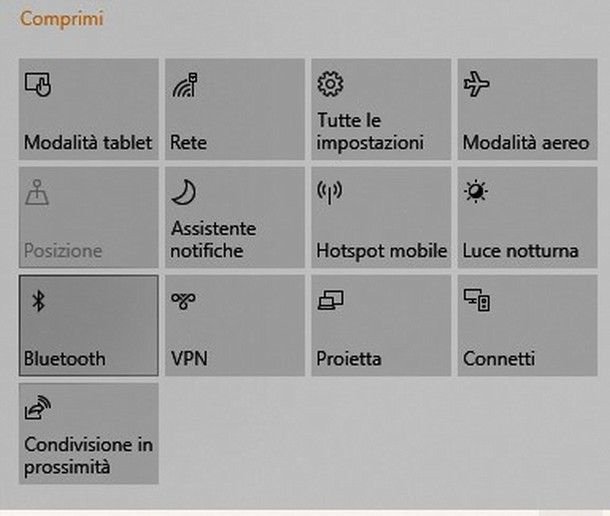 Comprimi
Modalità tablet
Rete
Tutte le
impostazioni
Modalità aereo
Posizione
Assistente
notifiche
Hotspot mobile
Luce notturna
Bluetooth
VPN
Proietta
Connetti
Condivisione in
prossimità